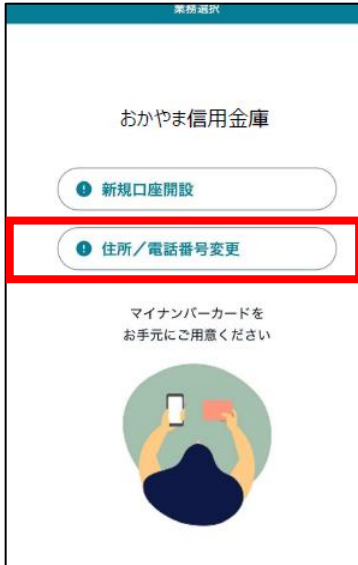 業務選択
おかやま信用金庫
新規口座開設
住所／電話番号変更
マイナンバーカードを
お手元にご用意ください